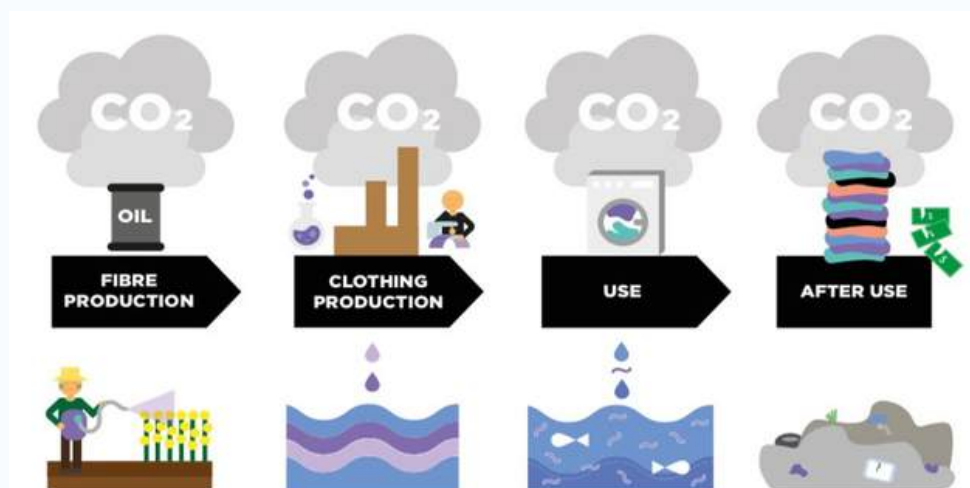 CO₂
CO₂
CO₂
CO₂
OIL
FIBRE
PRODUCTION
CLOTHING
PRODUCTION
USE
AFTER USE